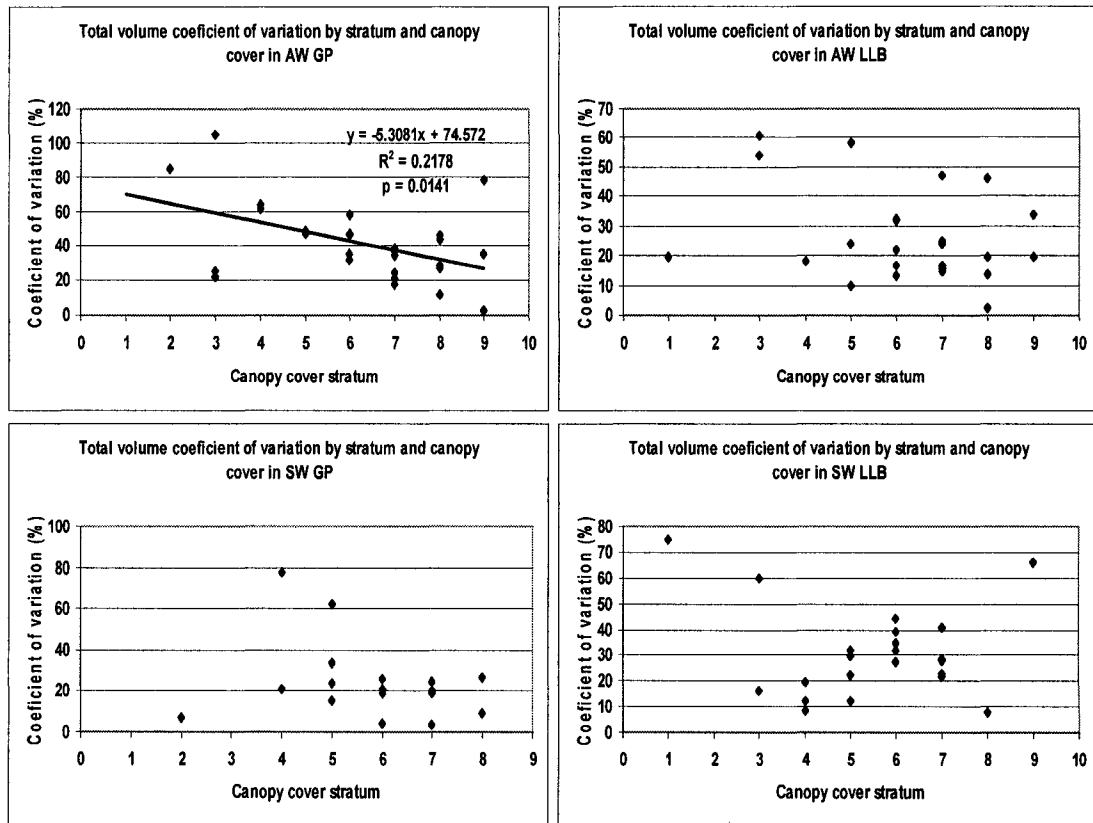 Total volume coeficient of variation by stratum and canopy
cover in AW GP
Coeficient of variation (%)
120
100
80
60
40
20
0
y = -5.3081x + 74.572
R² = 0.2178
p = 0.0141
0 1 2 3 4 5 6 7 8 9 10
Canopy cover stratum
Total volume coeficient of variation by stratum and canopy
cover in AW LLB
Coeficient of variation (%)
70
60
50
40
30
20
10
0
0 1 2 3 4 5 6 7 8 9 10
Canopy cover stratum
Total volume coeficient of variation by stratum and canopy
cover in SW GP
Coeficient of variation (%)
100
80
60
40
20
0
0 1 2 3 4 5 6 7 8 9
Canopy cover stratum
Total volume coeficient of variation by stratum and canopy
cover in SW LLB
Coeficient of variation (%)
80
70
60
50
40
30
20
10
0
0 1 2 3 4 5 6 7 8 9 10
Canopy cover stratum